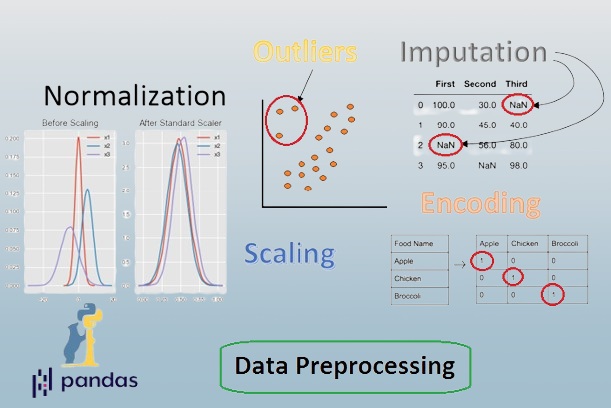 Outliers
Imputation
Normalization
First Second Third
0 100.0 30.0 NaN
1 90.0 45.0 40.0
2 NaN 56.0 80.0
3 95.0 NaN 98.0
Before Scaling
After Standard Scaler
x1
x2
x3
x1
x2
x3
Encoding
Scaling
Food Name
Apple
Chicken
Broccoli
Apple Chicken Broccoli
1 0 0
0 1 0
0 0 1
pandas
Data Preprocessing